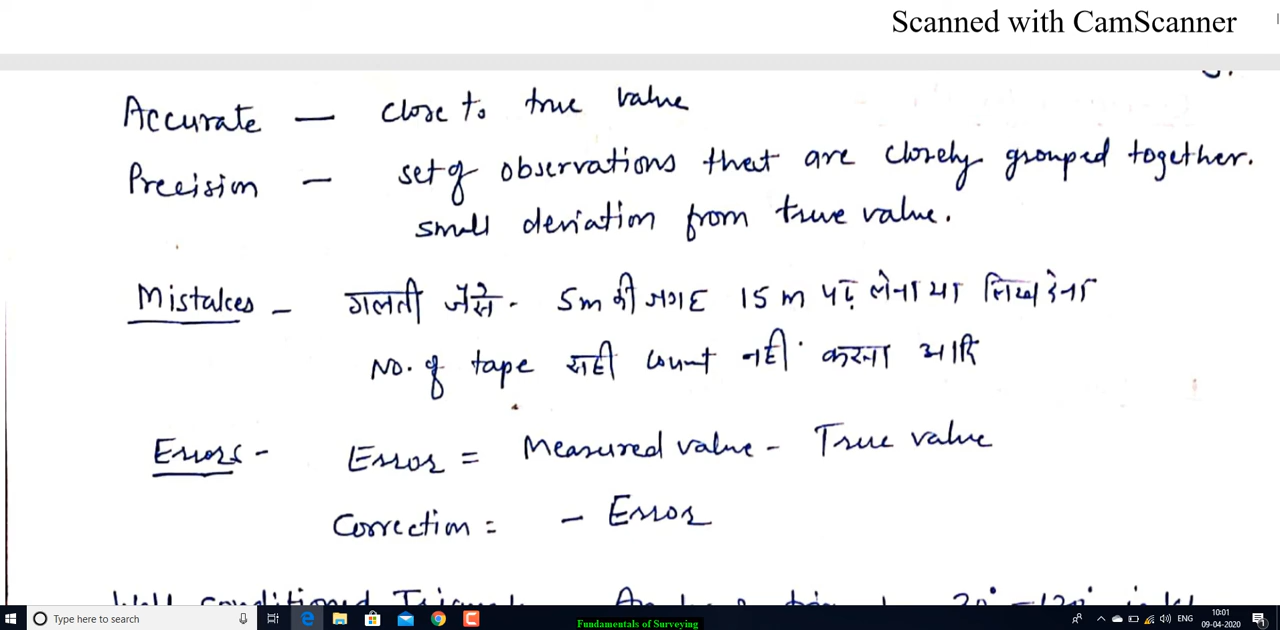 Scanned with CamScanner
Accurate — close to true value
Precision — set of observations that are closely grouped together.
small deviation from true value.
Mistakes - गलती जैसे - 5m की जगह 15 m पढ़ लेना या लिख देना
No. of tape सही count नहीं करना आदि
Errors - Error = Measured value - True value
Correction = - Error
Well conditioned
Type here to search
ENG
10:01
09-04-2020
Fundamentals of Surveying